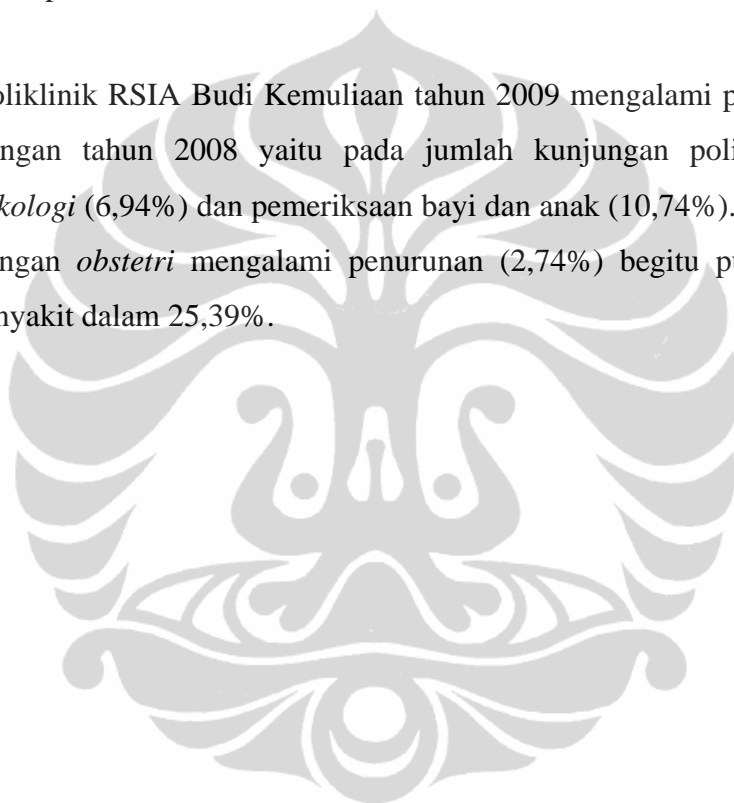 oliklinik RSIA Budi Kemuliaan tahun 2009 mengalami p
ngan tahun 2008 yaitu pada jumlah kunjungan poli
kologi (6,94%) dan pemeriksaan bayi dan anak (10,74%).
ngan obstetri mengalami penurunan (2,74%) begitu pu
nyakit dalam 25,39%.